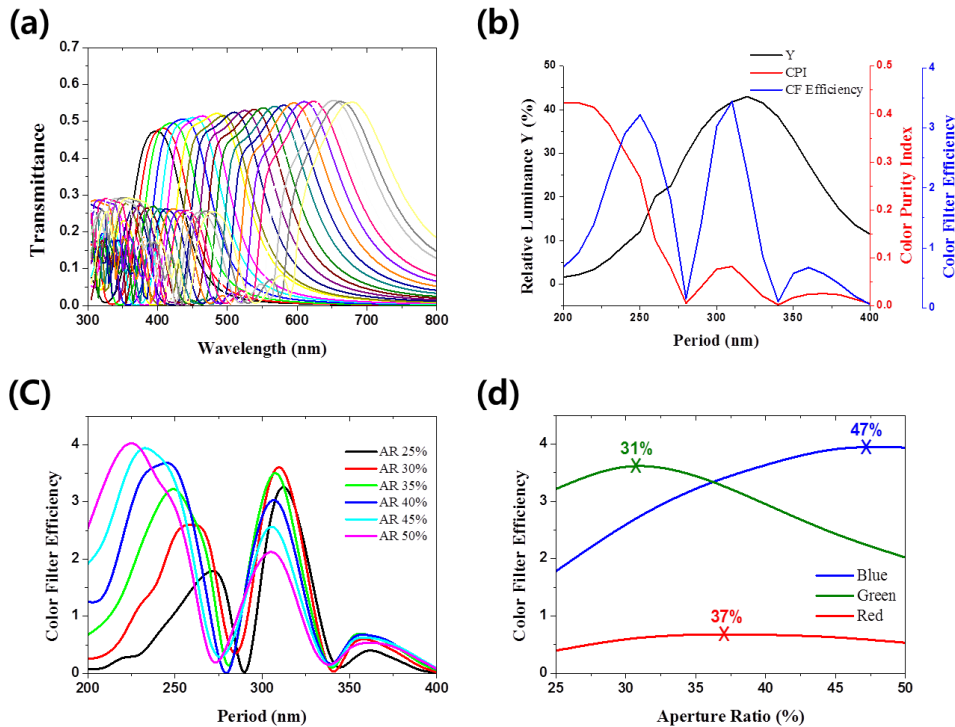 (a)
0.7
0.6
0.5
0.4
0.3
0.2
0.1
0.0
Transmittance
300 400 500 600 700 800
Wavelength (nm)
(b)
Y
CPI
CF Efficiency
50
40
30
20
10
0
Relative Luminance Y (%)
0.5
0.4
0.3
0.2
0.1
0.0
Color Purity Index
4
3
2
1
0
Color Filter Efficiency
200 250 300 350 400
Period (nm)
(C)
4
3
2
1
0
Color Filter Efficiency
AR 25%
AR 30%
AR 35%
AR 40%
AR 45%
AR 50%
200 250 300 350 400
Period (nm)
(d)
4
3
2
1
0
Color Filter Efficiency
31%
47%
37%
Blue
Green
Red
25 30 35 40 45 50
Aperture Ratio (%)